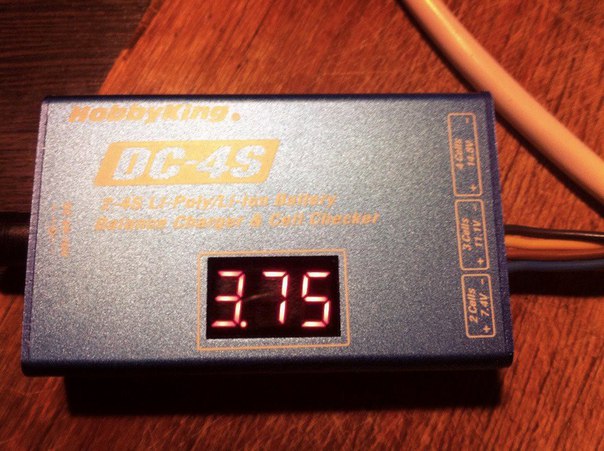 HobbyKing.
DC-4S
2-4S Li-Poly/Li-Ion Battery
Balance Charger & Cell Checker
3.75
4 Cells
14.8V
+ -
3 Cells
+ 11.1V -
2 Cells
+ 7.4V -